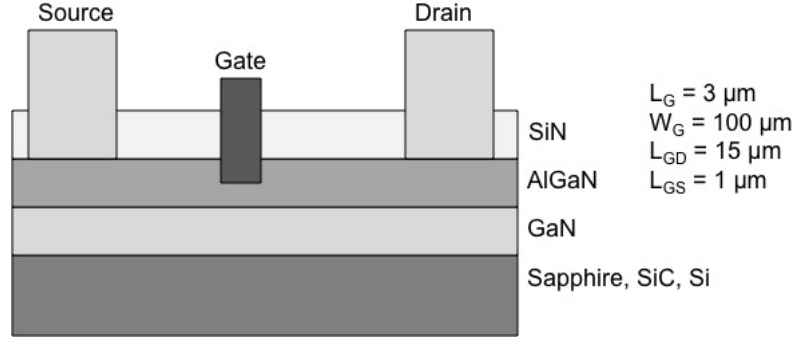 Source
Drain
Gate
SiN
AlGaN
GaN
Sapphire, SiC, Si
L_G = 3 µm
W_G = 100 µm
L_GD = 15 µm
L_GS = 1 µm